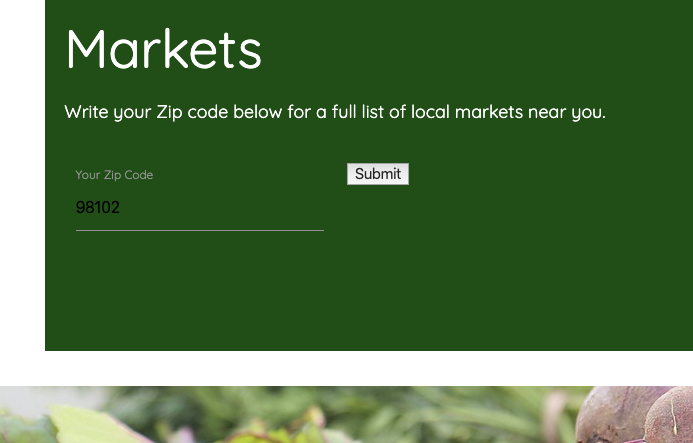 Markets
Write your Zip code below for a full list of local markets near you.
Your Zip Code
Submit
98102